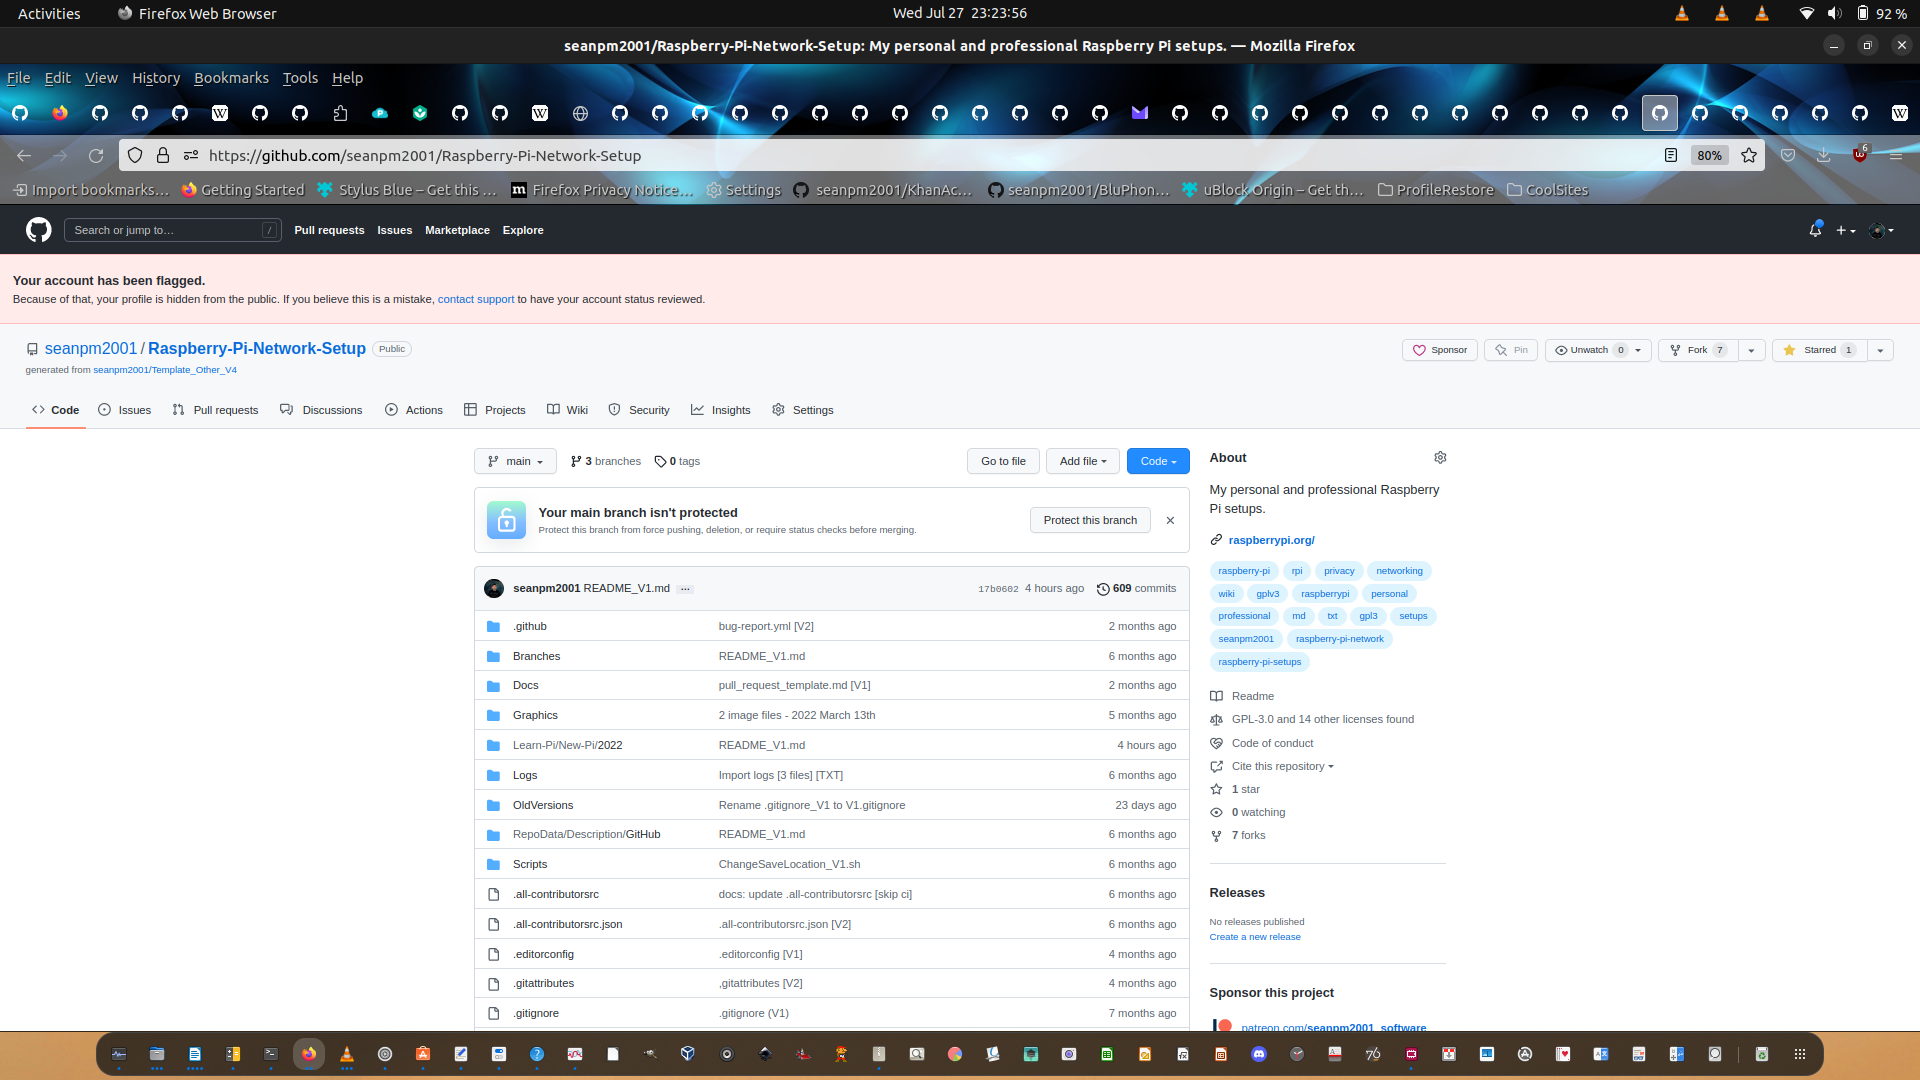 Activities
Firefox Web Browser
Wed Jul 27 23:23:56
92 %
seanpm2001/Raspberry-Pi-Network-Setup: My personal and professional Raspberry Pi setups. — Mozilla Firefox
File Edit View History Bookmarks Tools Help
https://github.com/seanpm2001/Raspberry-Pi-Network-Setup
80%
6
Import bookmarks…
Getting Started
Stylus Blue – Get this …
Firefox Privacy Notice…
Settings
seanpm2001/KhanAc…
seanpm2001/BluPhon…
uBlock Origin – Get th…
ProfileRestore
CoolSites
Search or jump to… /
Pull requests Issues Marketplace Explore
Your account has been flagged.
Because of that, your profile is hidden from the public. If you believe this is a mistake, contact support to have your account status reviewed.
seanpm2001 / Raspberry-Pi-Network-Setup Public
Sponsor
Pin
Unwatch 0
Fork 7
Starred 1
generated from seanpm2001/Template_Other_V4
Code
Issues
Pull requests
Discussions
Actions
Projects
Wiki
Security
Insights
Settings
main
3 branches
0 tags
Go to file
Add file
Code
Your main branch isn't protected
Protect this branch from force pushing, deletion, or require status checks before merging.
Protect this branch
seanpm2001 README_V1.md …
17b0602 4 hours ago
609 commits
.github bug-report.yml [V2] 2 months ago
Branches README_V1.md 6 months ago
Docs pull_request_template.md [V1] 2 months ago
Graphics 2 image files - 2022 March 13th 5 months ago
Learn-Pi/New-Pi/2022 README_V1.md 4 hours ago
Logs Import logs [3 files] [TXT] 6 months ago
OldVersions Rename .gitignore_V1 to V1.gitignore 23 days ago
RepoData/Description/GitHub README_V1.md 6 months ago
Scripts ChangeSaveLocation_V1.sh 6 months ago
.all-contributorsrc docs: update .all-contributorsrc [skip ci] 6 months ago
.all-contributorsrc.json .all-contributorsrc.json [V2] 6 months ago
.editorconfig .editorconfig [V1] 4 months ago
.gitattributes ,gitattributes [V2] 4 months ago
.gitignore .gitignore (V1) 7 months ago
About
My personal and professional Raspberry
Pi setups.
raspberrypi.org/
raspberry-pi rpi privacy networking
wiki gplv3 raspberrypi personal
professional md txt gpl3 setups
seanpm2001 raspberry-pi-network
raspberry-pi-setups
Readme
GPL-3.0 and 14 other licenses found
Code of conduct
Cite this repository
1 star
0 watching
7 forks
Releases
No releases published
Create a new release
Sponsor this project
patreon.com/seanpm2001_software